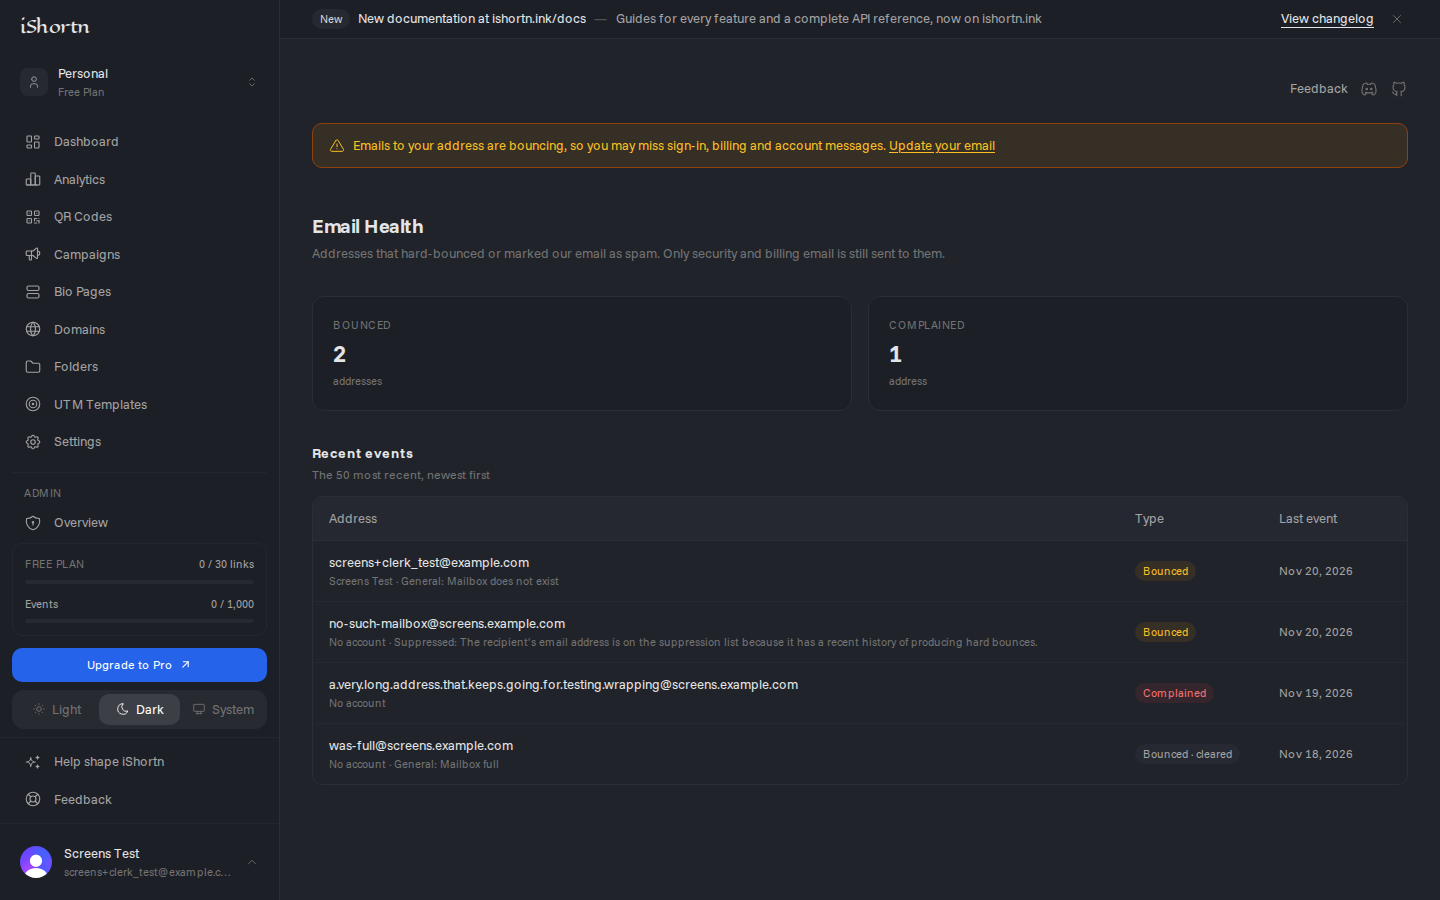 iShortn
Personal
Free Plan
Dashboard
Analytics
QR Codes
Campaigns
Bio Pages
Domains
Folders
UTM Templates
Settings
ADMIN
Overview
FREE PLAN 0 / 30 links
Events 0 / 1,000
Upgrade to Pro
Light Dark System
Help shape iShortn
Feedback
Screens Test
screens+clerk_test@example.c...
New New documentation at ishortn.ink/docs — Guides for every feature and a complete API reference, now on ishortn.ink View changelog
Feedback
Emails to your address are bouncing, so you may miss sign-in, billing and account messages. Update your email
Email Health
Addresses that hard-bounced or marked our email as spam. Only security and billing email is still sent to them.
BOUNCED
2
addresses
COMPLAINED
1
address
Recent events
The 50 most recent, newest first
Address Type Last event
screens+clerk_test@example.com
Screens Test · General: Mailbox does not exist
Bounced Nov 20, 2026
no-such-mailbox@screens.example.com
No account · Suppressed: The recipient's email address is on the suppression list because it has a recent history of producing hard bounces.
Bounced Nov 20, 2026
a.very.long.address.that.keeps.going.for.testing.wrapping@screens.example.com
No account
Complained Nov 19, 2026
was-full@screens.example.com
No account · General: Mailbox full
Bounced · cleared Nov 18, 2026